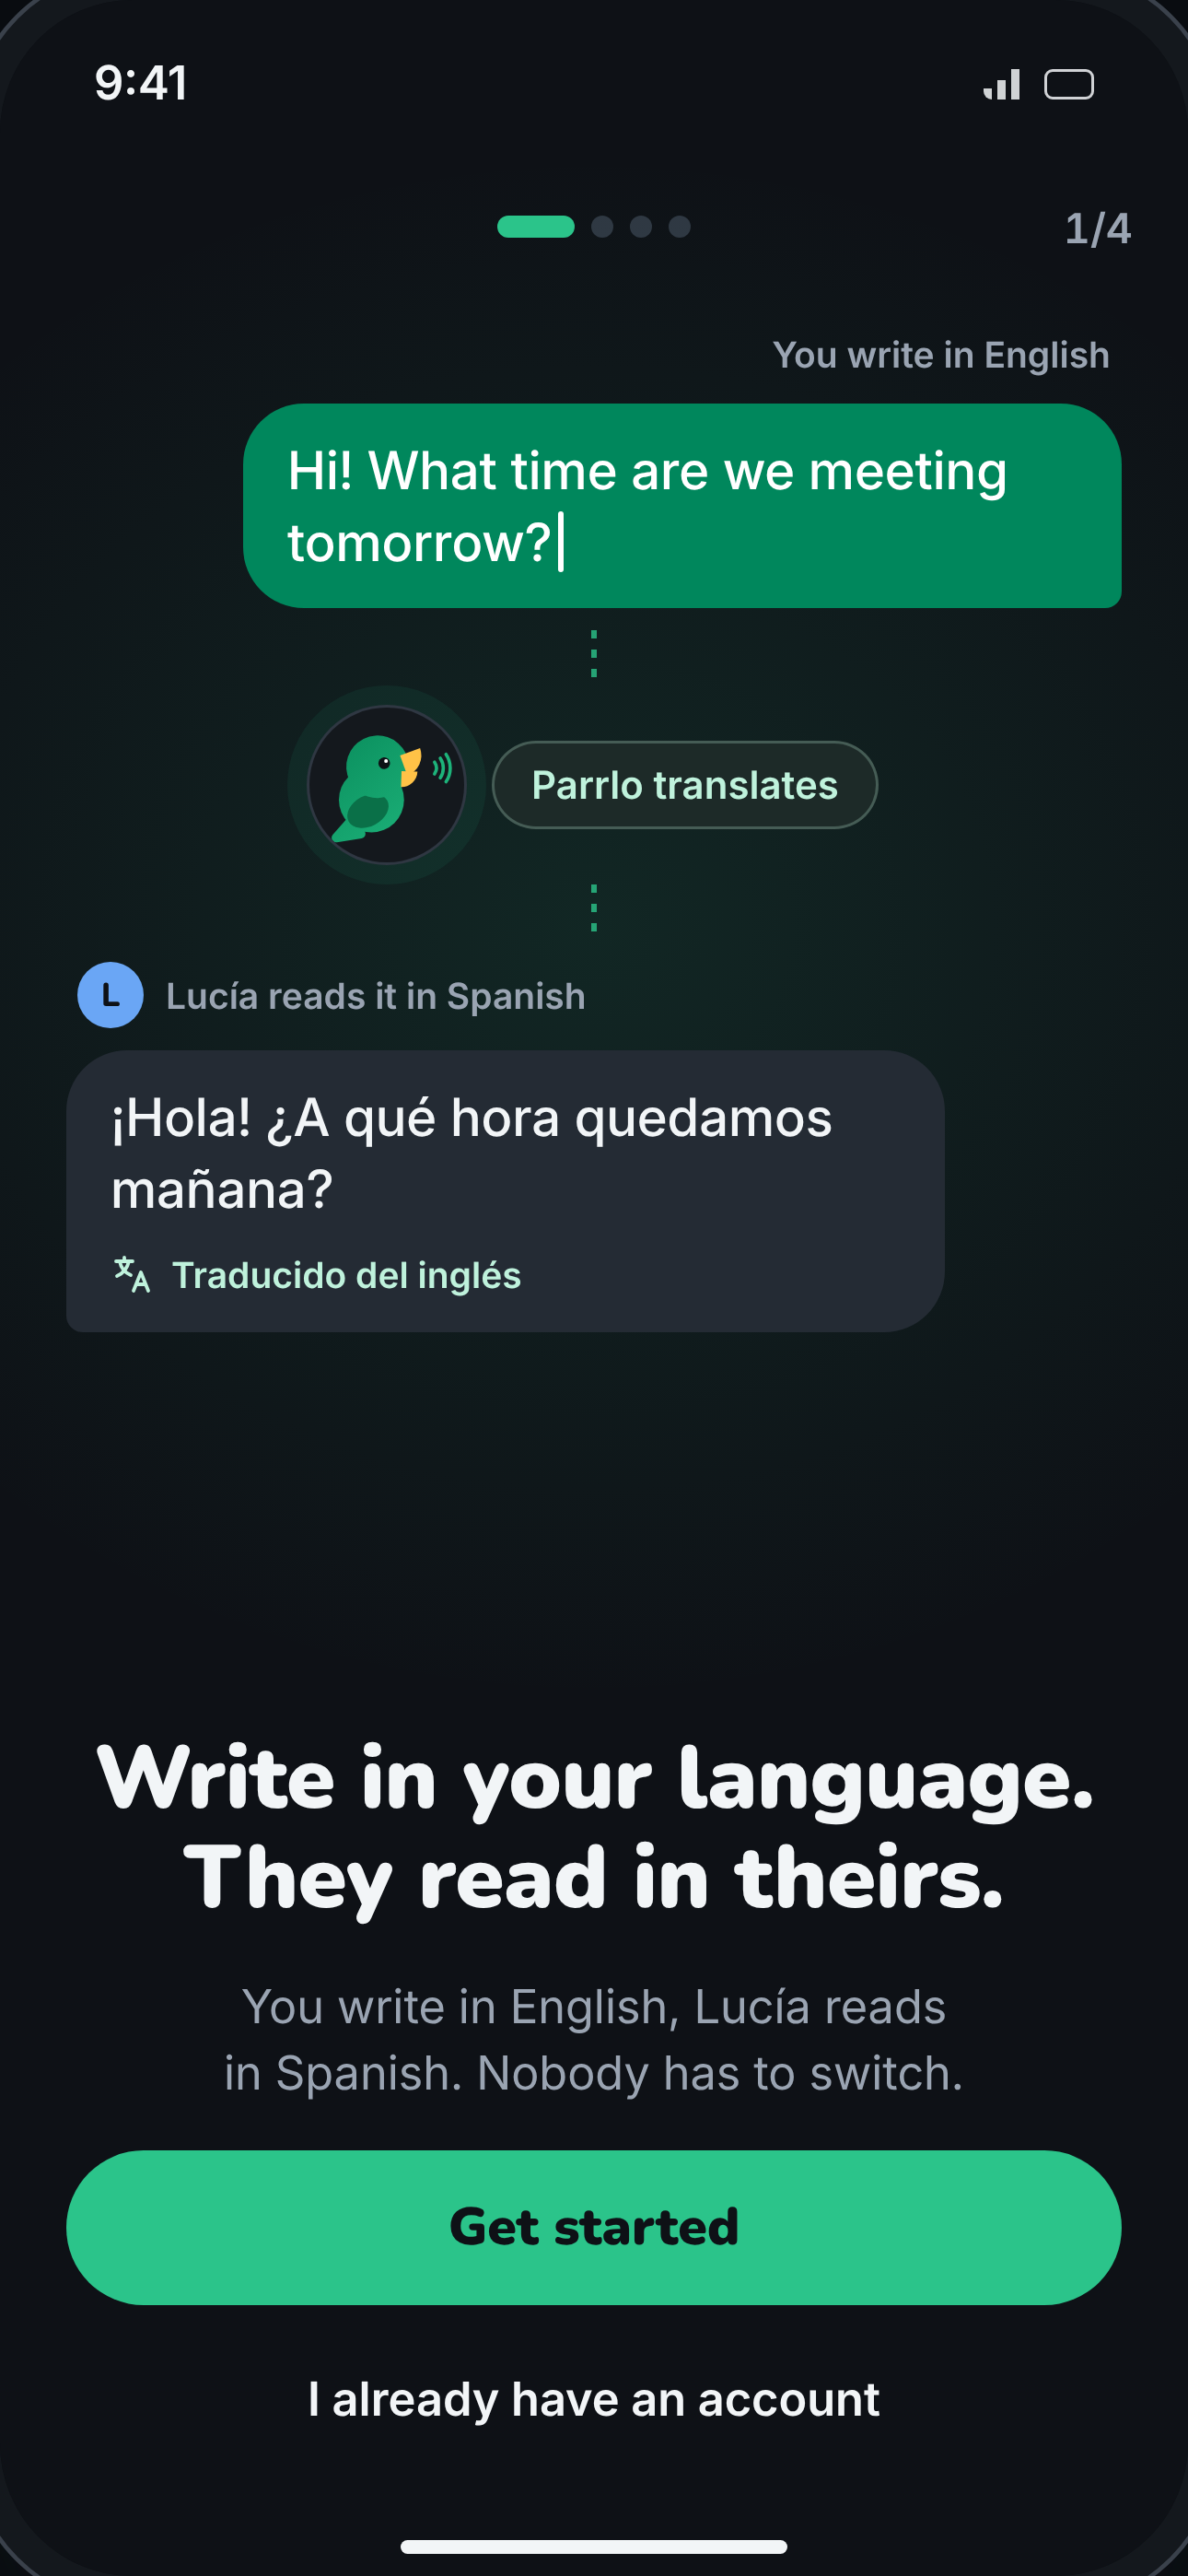 9:41
1/4
You write in English
Hi! What time are we meeting
tomorrow?
Parrlo translates
L
Lucía reads it in Spanish
¡Hola! ¿A qué hora quedamos
mañana?
Traducido del inglés
Write in your language.
They read in theirs.
You write in English, Lucía reads
in Spanish. Nobody has to switch.
Get started
I already have an account